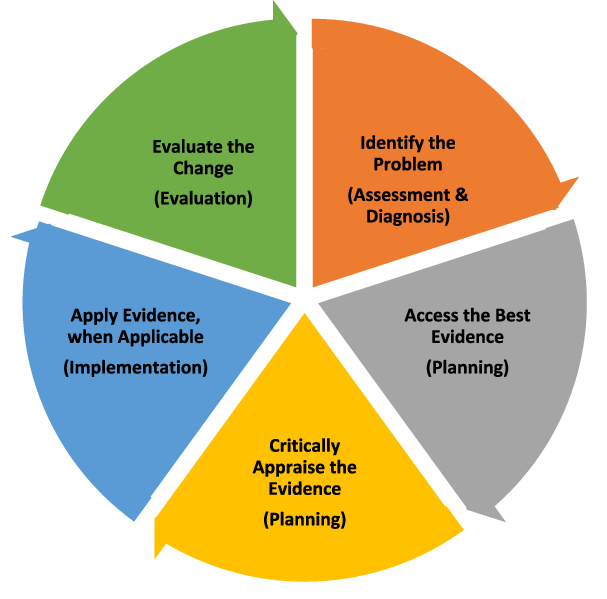 Identify the
Problem
(Assessment &
Diagnosis)
Access the Best
Evidence
(Planning)
Critically
Appraise the
Evidence
(Planning)
Apply Evidence,
when Applicable
(Implementation)
Evaluate the
Change
(Evaluation)